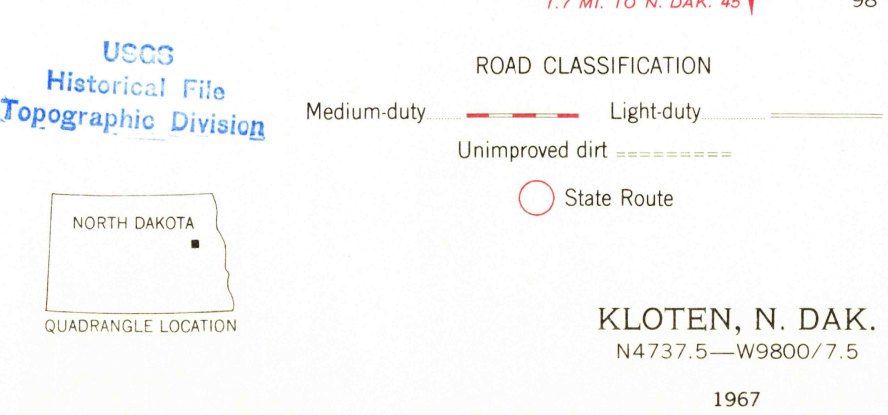 1.7 MI. TO N. DAK. 45
98
USGS
Historical File
Topographic Division
ROAD CLASSIFICATION
Medium-duty Light-duty
Unimproved dirt
State Route
NORTH DAKOTA
QUADRANGLE LOCATION
KLOTEN, N. DAK.
N4737.5—W9800/7.5
1967